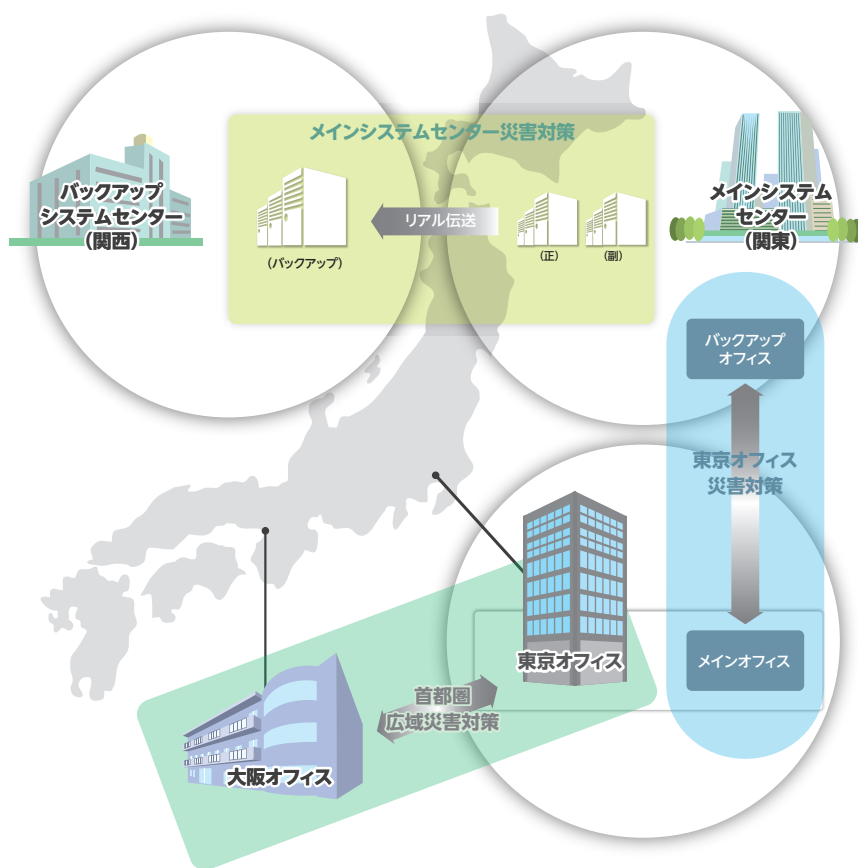 メインシステムセンター災害対策
バックアップ
システムセンター
(関西)
(バックアップ)
リアル伝送
(正)
(副)
メインシステム
センター
(関東)
バックアップ
オフィス
東京オフィス
災害対策
メインオフィス
東京オフィス
首都圏
広域災害対策
大阪オフィス